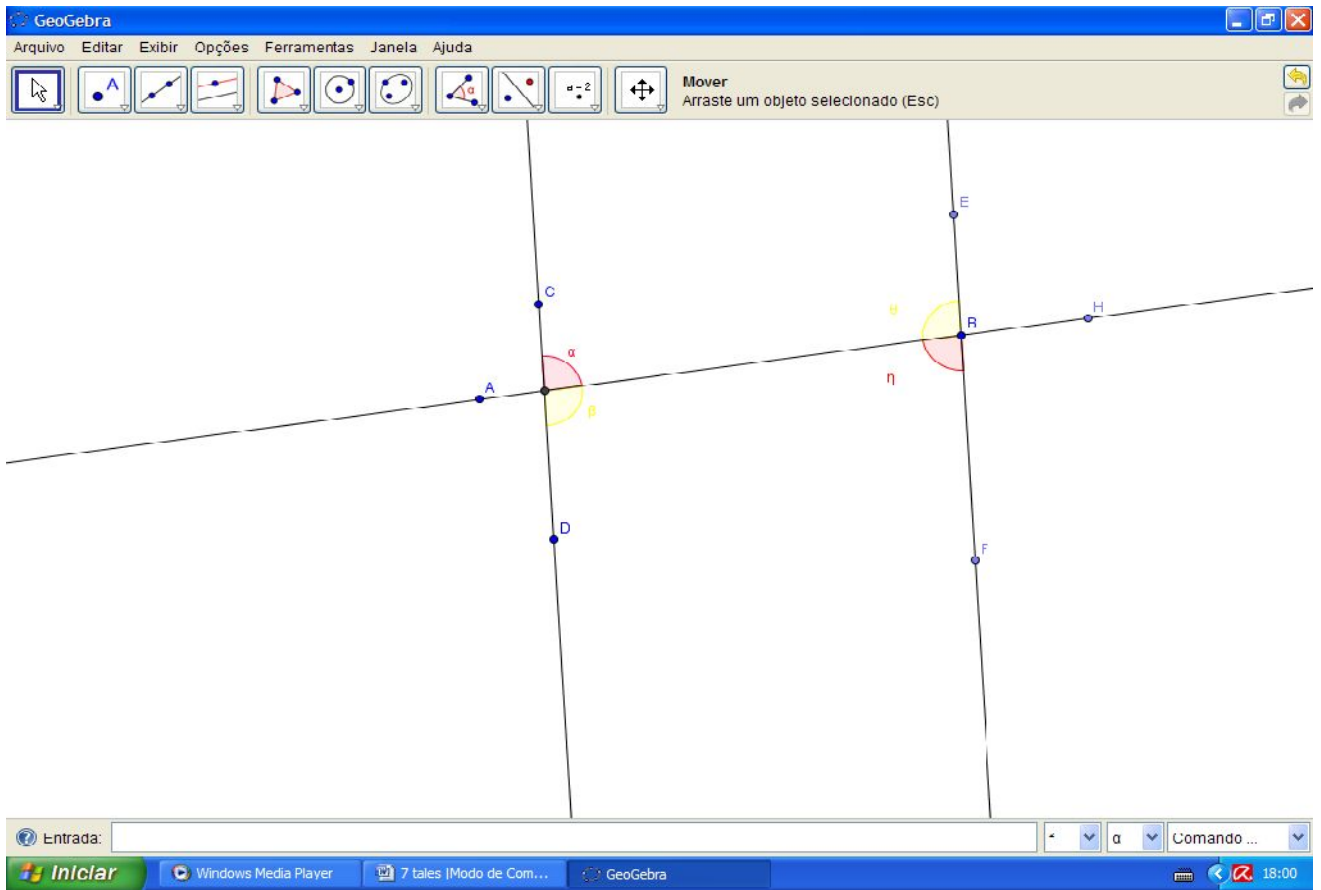 GeoGebra
Arquivo Editar Exibir Opções Ferramentas Janela Ajuda
A α a=2 Mover
Arraste um objeto selecionado (Esc)
E
C
θ
B
H
α
A
η
β
D
F
Entrada: α Comando ...
Iniciar Windows Media Player 7 tales |Modo de Com... GeoGebra 18:00